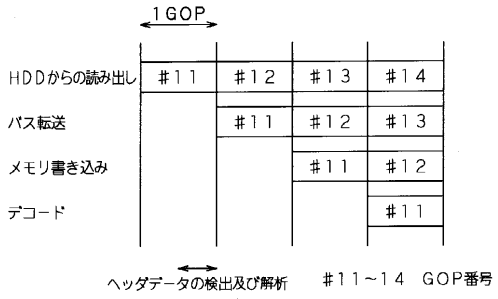 1GOP
HDDからの読み出し #11 #12 #13 #14
バス転送 #11 #12 #13
メモリ書き込み #11 #12
デコード #11
ヘッダデータの検出及び解析 #11~14 GOP番号